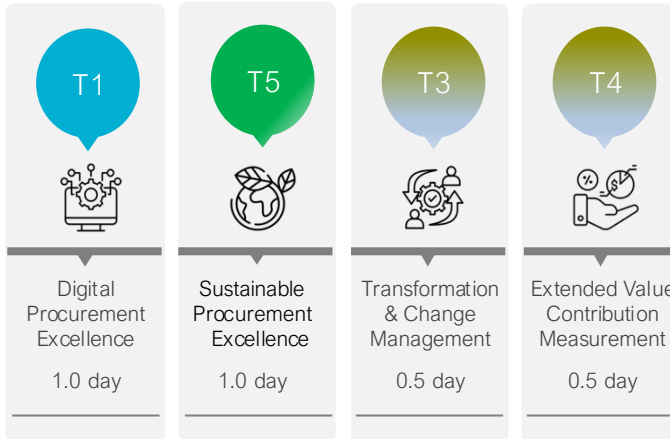 T1
Digital
Procurement
Excellence
1.0 day
T5
Sustainable
Procurement
Excellence
1.0 day
T3
Transformation
& Change
Management
0.5 day
T4
%
$
Extended Value
Contribution
Measurement
0.5 day